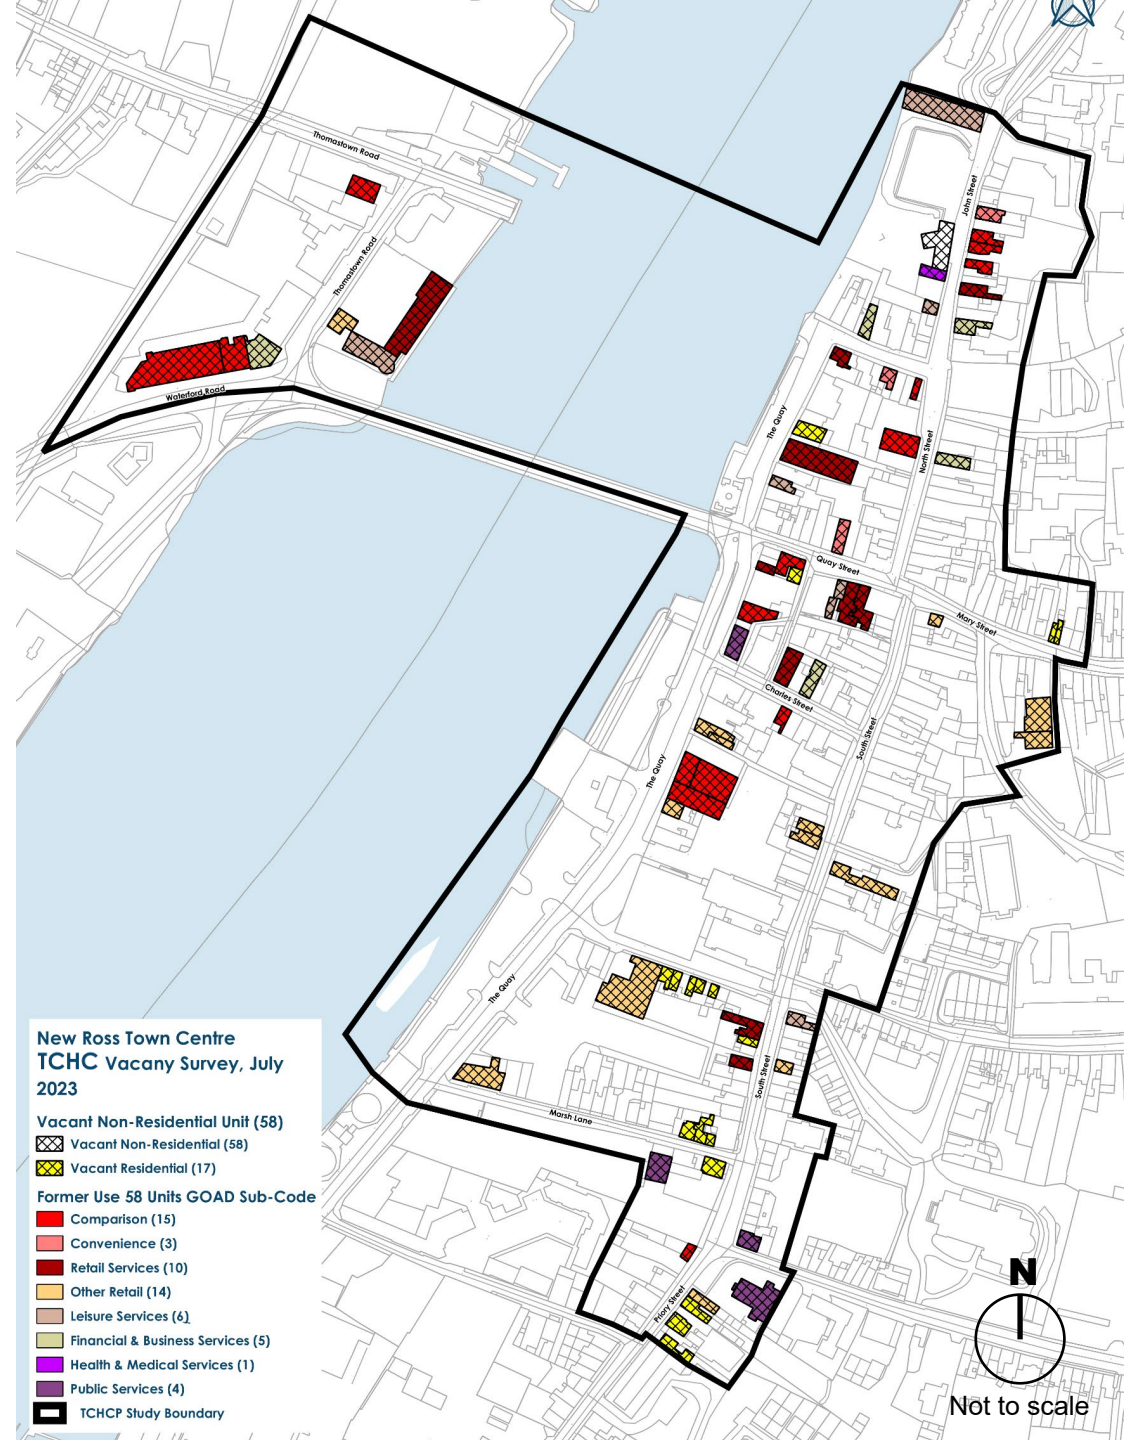 Thomastown Road
John Street
Thomastown Road
Waterford Road
The Quay
North Street
Quay Street
Mary Street
Charles Street
South Street
The Quay
The Quay
South Street
Marsh Lane
Priory Street
New Ross Town Centre
TCHC Vacany Survey, July
2023
Vacant Non-Residential Unit (58)
Vacant Non-Residential (58)
Vacant Residential (17)
Former Use 58 Units GOAD Sub-Code
Comparison (15)
Convenience (3)
Retail Services (10)
Other Retail (14)
Leisure Services (6)
Financial & Business Services (5)
Health & Medical Services (1)
Public Services (4)
TCHCP Study Boundary
N
Not to scale